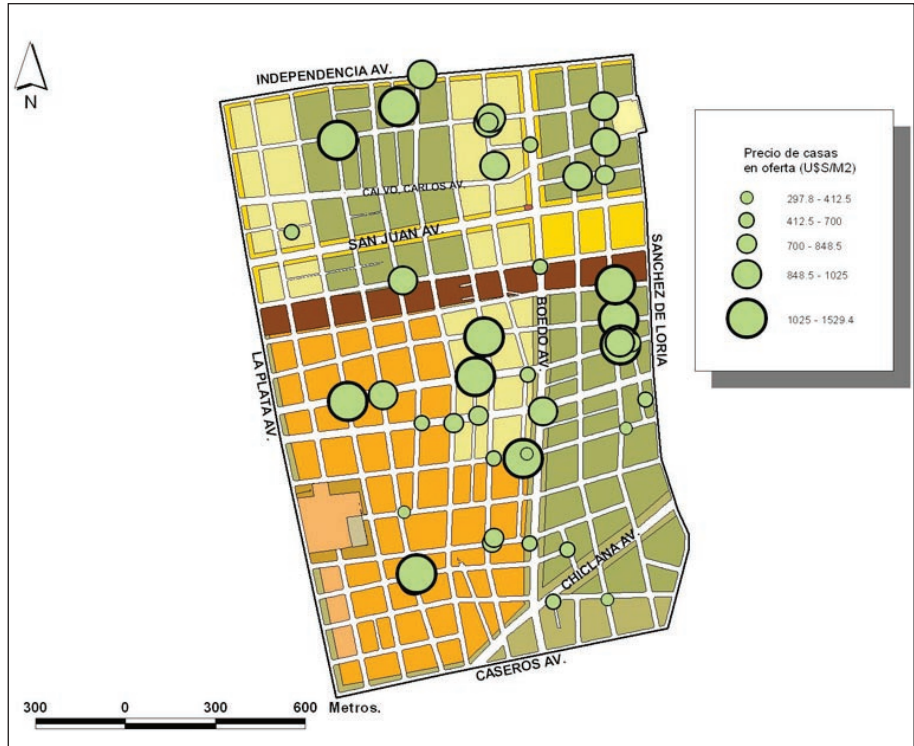 N
INDEPENDENCIA AV.
CALVO, CARLOS AV.
SAN JUAN AV.
SANCHEZ DE LORIA
BOEDO AV.
LA PLATA AV.
CHICLANA AV.
CASEROS AV.
300 0 300 600 Metros.
Precio de casas
en oferta (U$S/M2)
297.8 - 412.5
412.5 - 700
700 - 848.5
848.5 - 1025
1025 - 1529.4